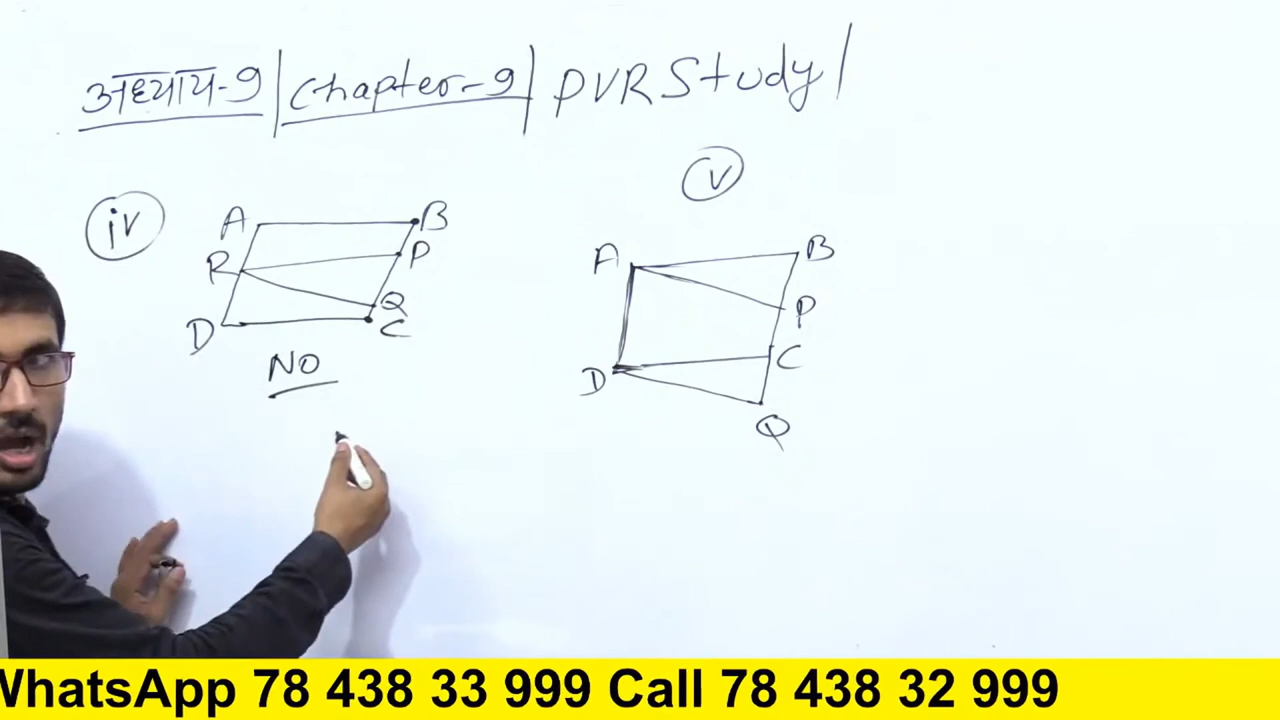 अध्याय-9 | Chapter-9 | PVR Study |
iv
A B
R P
Q
D C
NO
v
A B
P
C
D
Q
WhatsApp 78 438 33 999 Call 78 438 32 999